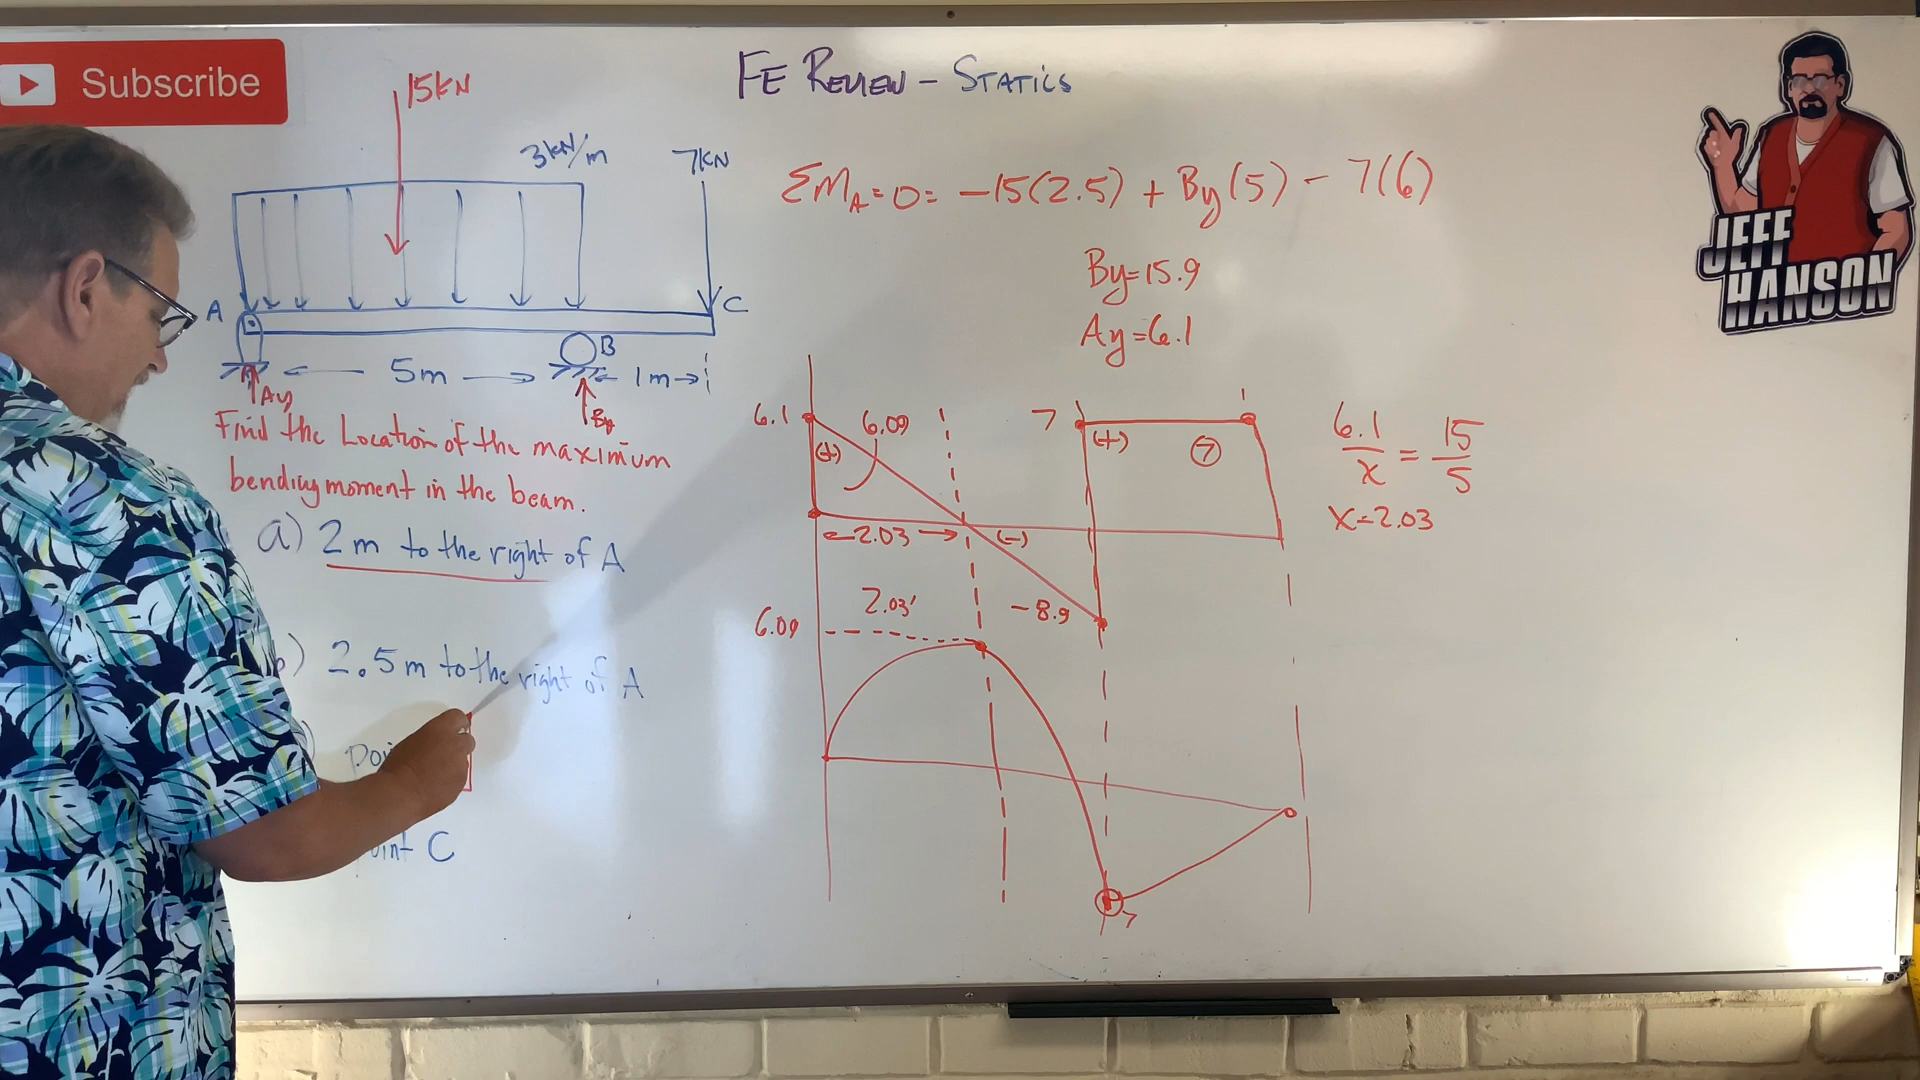 Subscribe
FE REVIEW - STATICS
15KN
3KN/m
7KN
A
C
B
5m
1m
Ay
By
Find the Location of the maximum
bending moment in the beam.
a) 2m to the right of A
b) 2.5m to the right of A
C
ΣMA=0= -15(2.5) + By(5) - 7(6)
By=15.9
Ay=6.1
6.1
(+)
6.09
7
(+)
7
2.03
(-)
-8.9
6.1/x = 15/5
x=2.03
6.09
2.03'
7
JEFF
HANSON